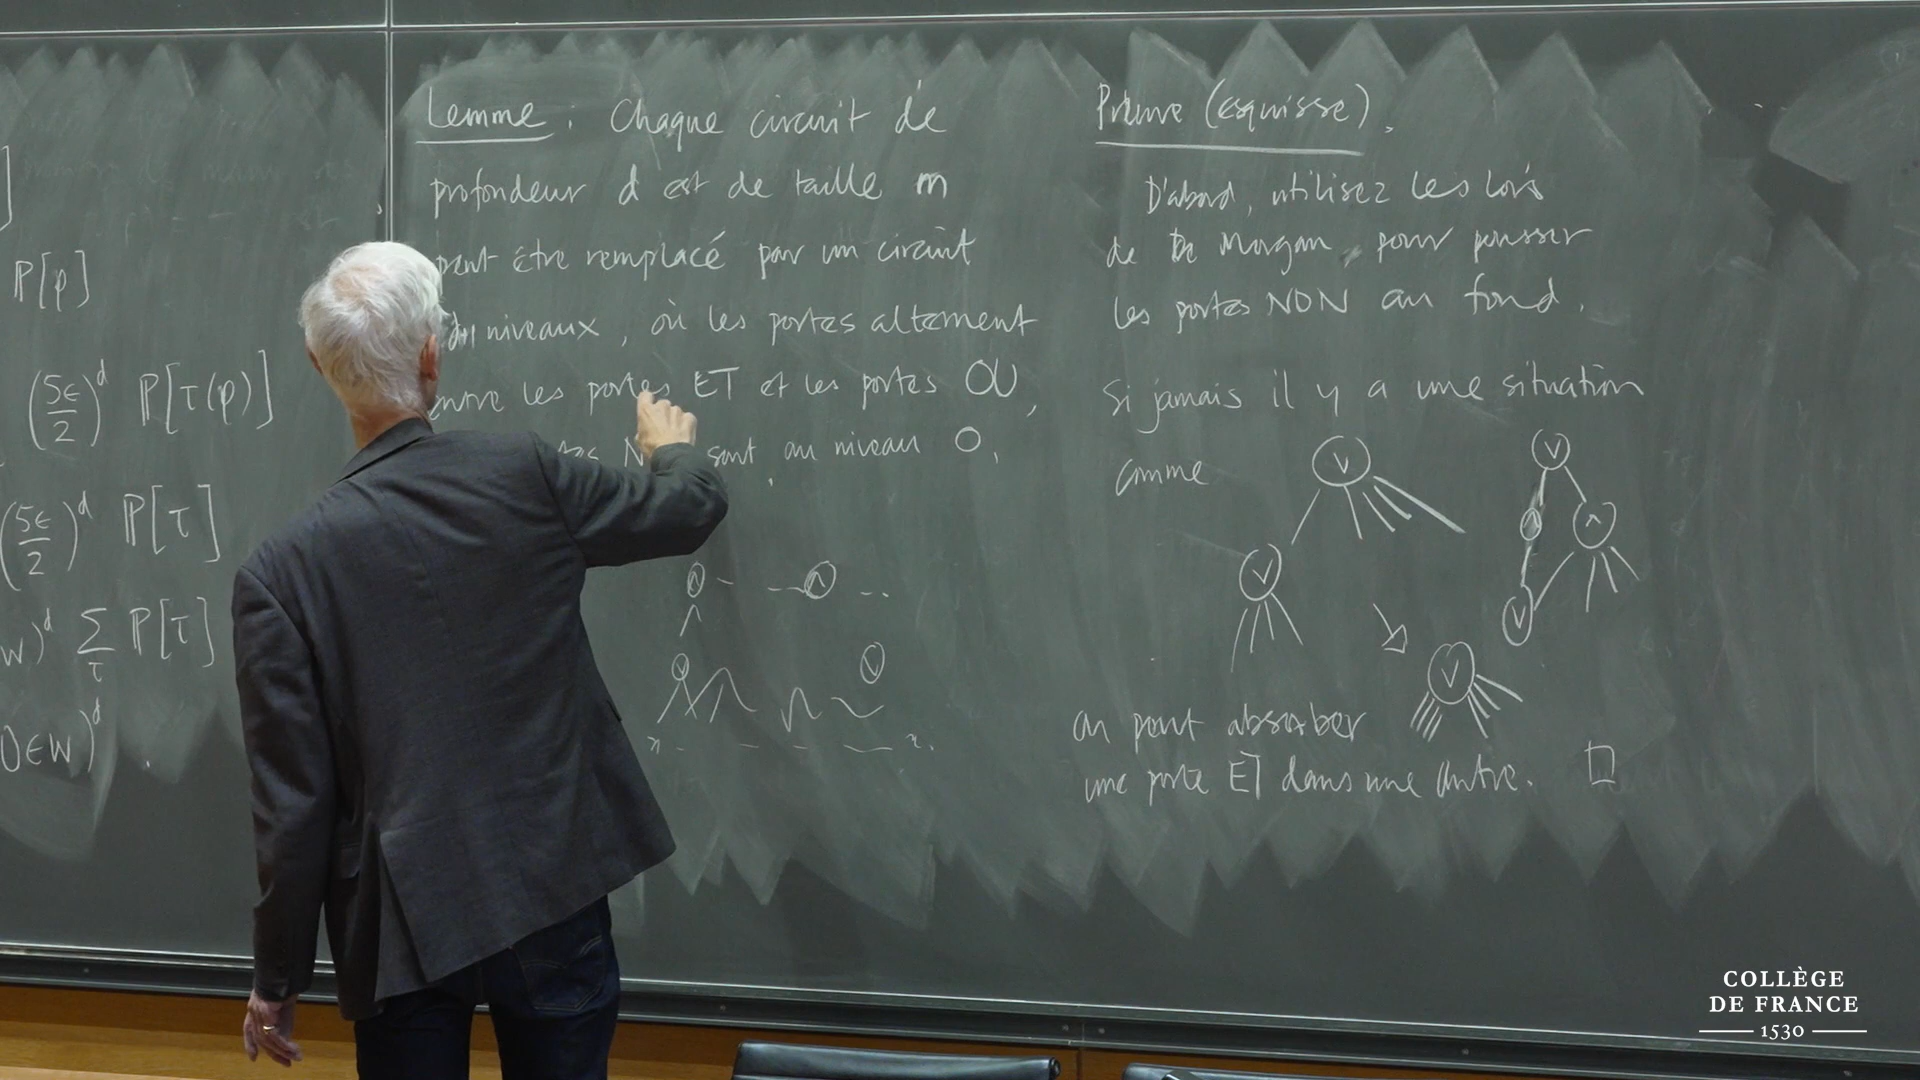 ]
ℙ[p]
(5ϵ/2)^d ℙ[τ(p)]
(5ϵ/2)^d ℙ[τ]
W)^d Σ_τ ℙ[τ]
0ϵW)^d.
Lemme : Chaque circuit de
profondeur d et de taille m
peut être remplacé par un circuit
niveaux, où les portes alternent
entre les portes ET et les portes OU,
sont au niveau 0.
∧ - - - ∧ ..
∨ ∨
Preuve (esquisse).
D'abord, utilisez les lois
de De Morgan, pour pousser
les portes NON au fond.
Si jamais il y a une situation
comme
∨ ∨
∧ ∧
∨ ∨
∨
on peut absorber
une porte ET dans une autre. □
COLLÈGE
DE FRANCE
1530